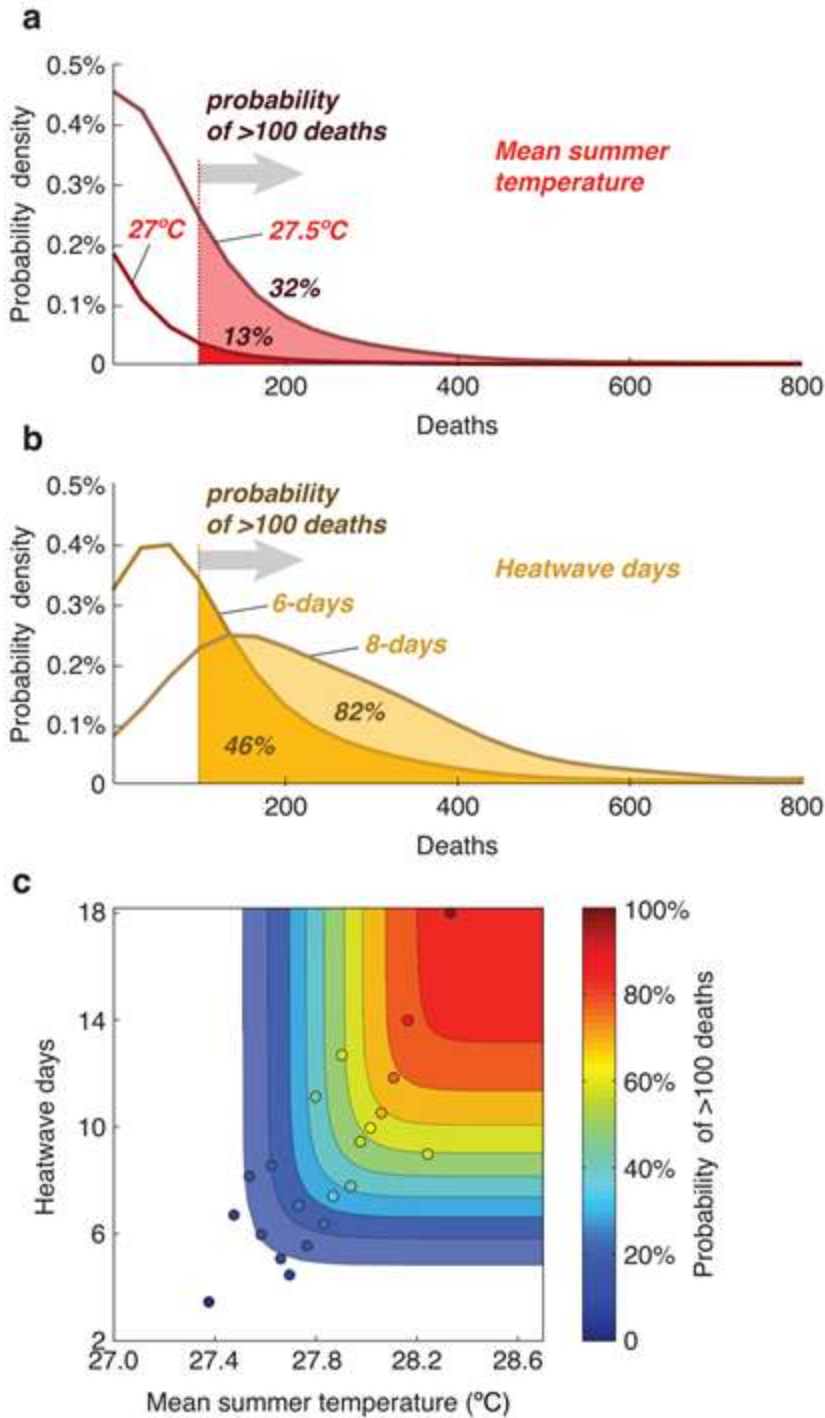 a
0.5%
0.4%
0.3%
0.2%
0.1%
0
Probability density
probability
of >100 deaths
Mean summer
temperature
27ºC
27.5ºC
32%
13%
200
400
600
800
Deaths
b
0.5%
0.4%
0.3%
0.2%
0.1%
0
Probability density
probability
of >100 deaths
Heatwave days
6-days
8-days
82%
46%
200
400
600
800
Deaths
c
18
14
10
6
2
Heatwave days
27.0
27.4
27.8
28.2
28.6
Mean summer temperature (ºC)
100%
80%
60%
40%
20%
0
Probability of >100 deaths